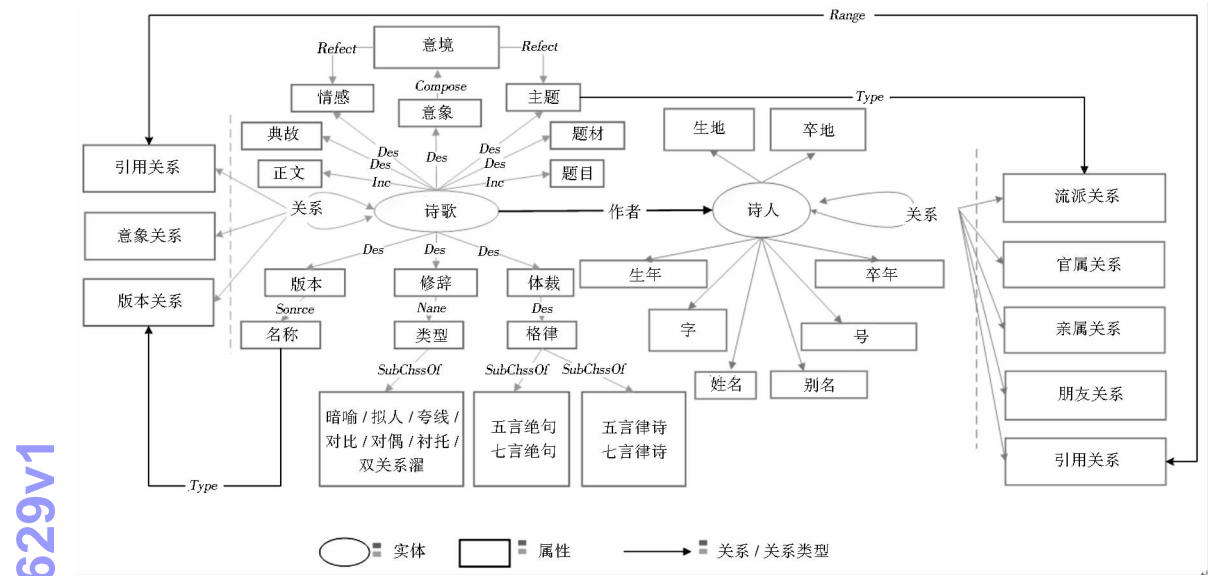 Range
Refect
意境
Refect
情感
Compose
主题
Type
意象
生地
卒地
典故
题材
引用关系
Des
Des
Des
Des
Des
正文
Inc
Inc
题目
流派关系
关系
诗歌
作者
诗人
关系
意象关系
Des
Des
Des
官属关系
版本
修辞
体裁
生年
卒年
版本关系
Sonrce
Nane
Des
名称
类型
格律
字
号
亲属关系
SubChssOf
SubChssOf
SubChssOf
姓名
别名
朋友关系
暗喻 / 拟人 / 夸线 /
对比 / 对偶 / 衬托 /
双关系濯
五言绝句
七言绝句
五言律诗
七言律诗
引用关系
Type
629v1
实体
属性
关系 / 关系类型